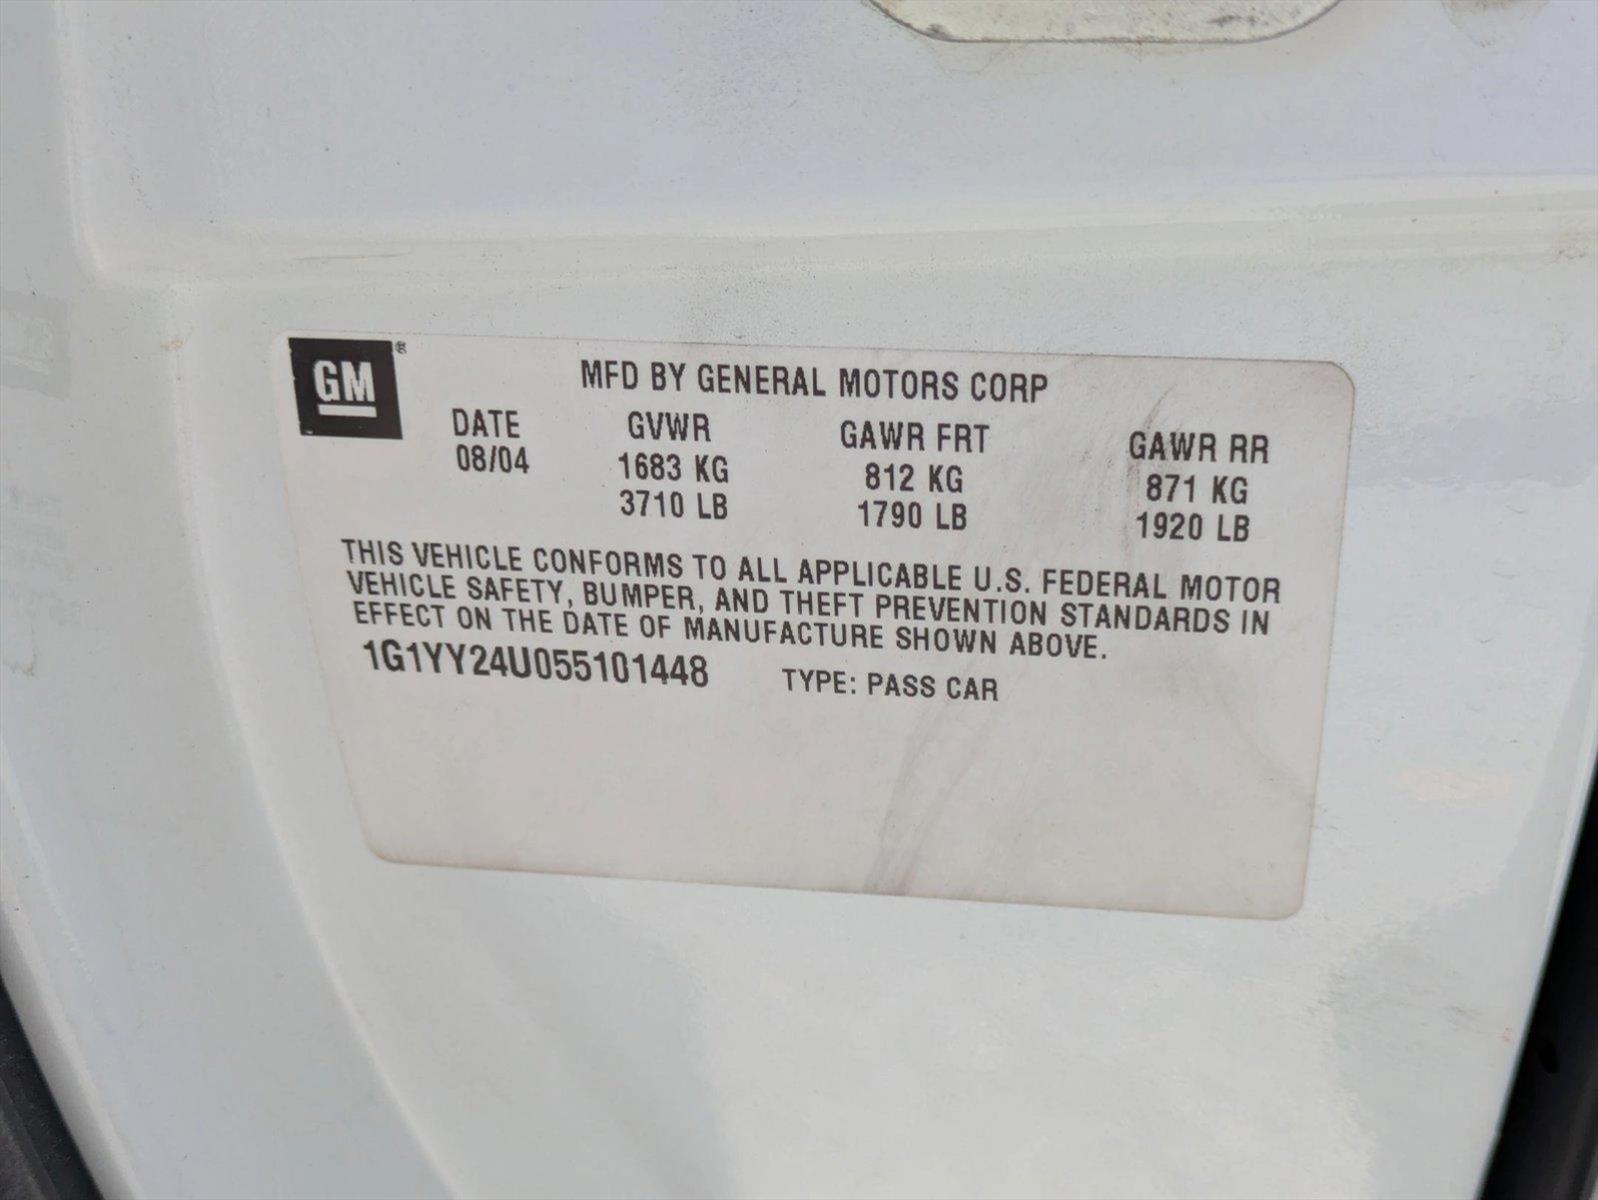 GM ®
MFD BY GENERAL MOTORS CORP
DATE GVWR GAWR FRT GAWR RR
08/04 1683 KG 812 KG 871 KG
3710 LB 1790 LB 1920 LB
THIS VEHICLE CONFORMS TO ALL APPLICABLE U.S. FEDERAL MOTOR
VEHICLE SAFETY, BUMPER, AND THEFT PREVENTION STANDARDS IN
EFFECT ON THE DATE OF MANUFACTURE SHOWN ABOVE.
1G1YY24U055101448 TYPE: PASS CAR